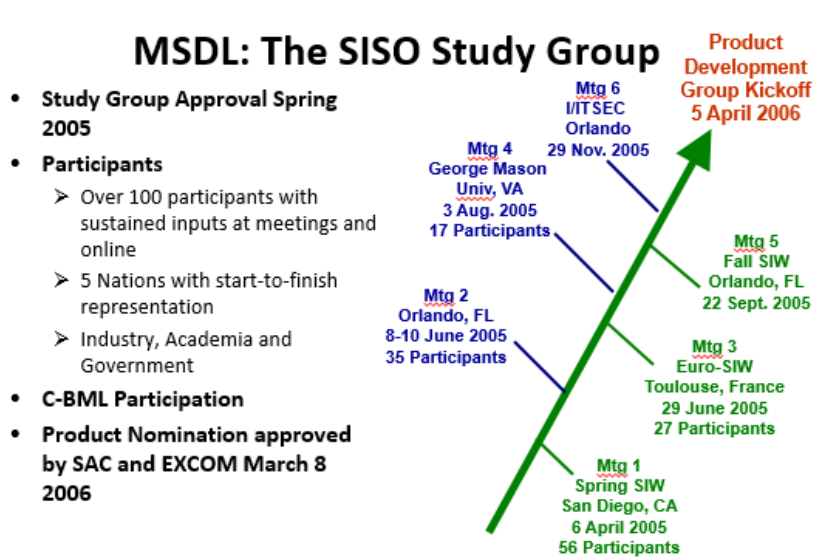 MSDL: The SISO Study Group
• Study Group Approval Spring
2005
• Participants
➢ Over 100 participants with
sustained inputs at meetings and
online
➢ 5 Nations with start-to-finish
representation
➢ Industry, Academia and
Government
• C-BML Participation
• Product Nomination approved
by SAC and EXCOM March 8
2006
Product
Development
Group Kickoff
5 April 2006
Mtg 6
I/ITSEC
Orlando
29 Nov. 2005
Mtg 4
George Mason
Univ, VA
3 Aug. 2005
17 Participants
Mtg 5
Fall SIW
Orlando, FL
22 Sept. 2005
Mtg 2
Orlando, FL
8-10 June 2005
35 Participants
Mtg 3
Euro-SIW
Toulouse, France
29 June 2005
27 Participants
Mtg 1
Spring SIW
San Diego, CA
6 April 2005
56 Participants